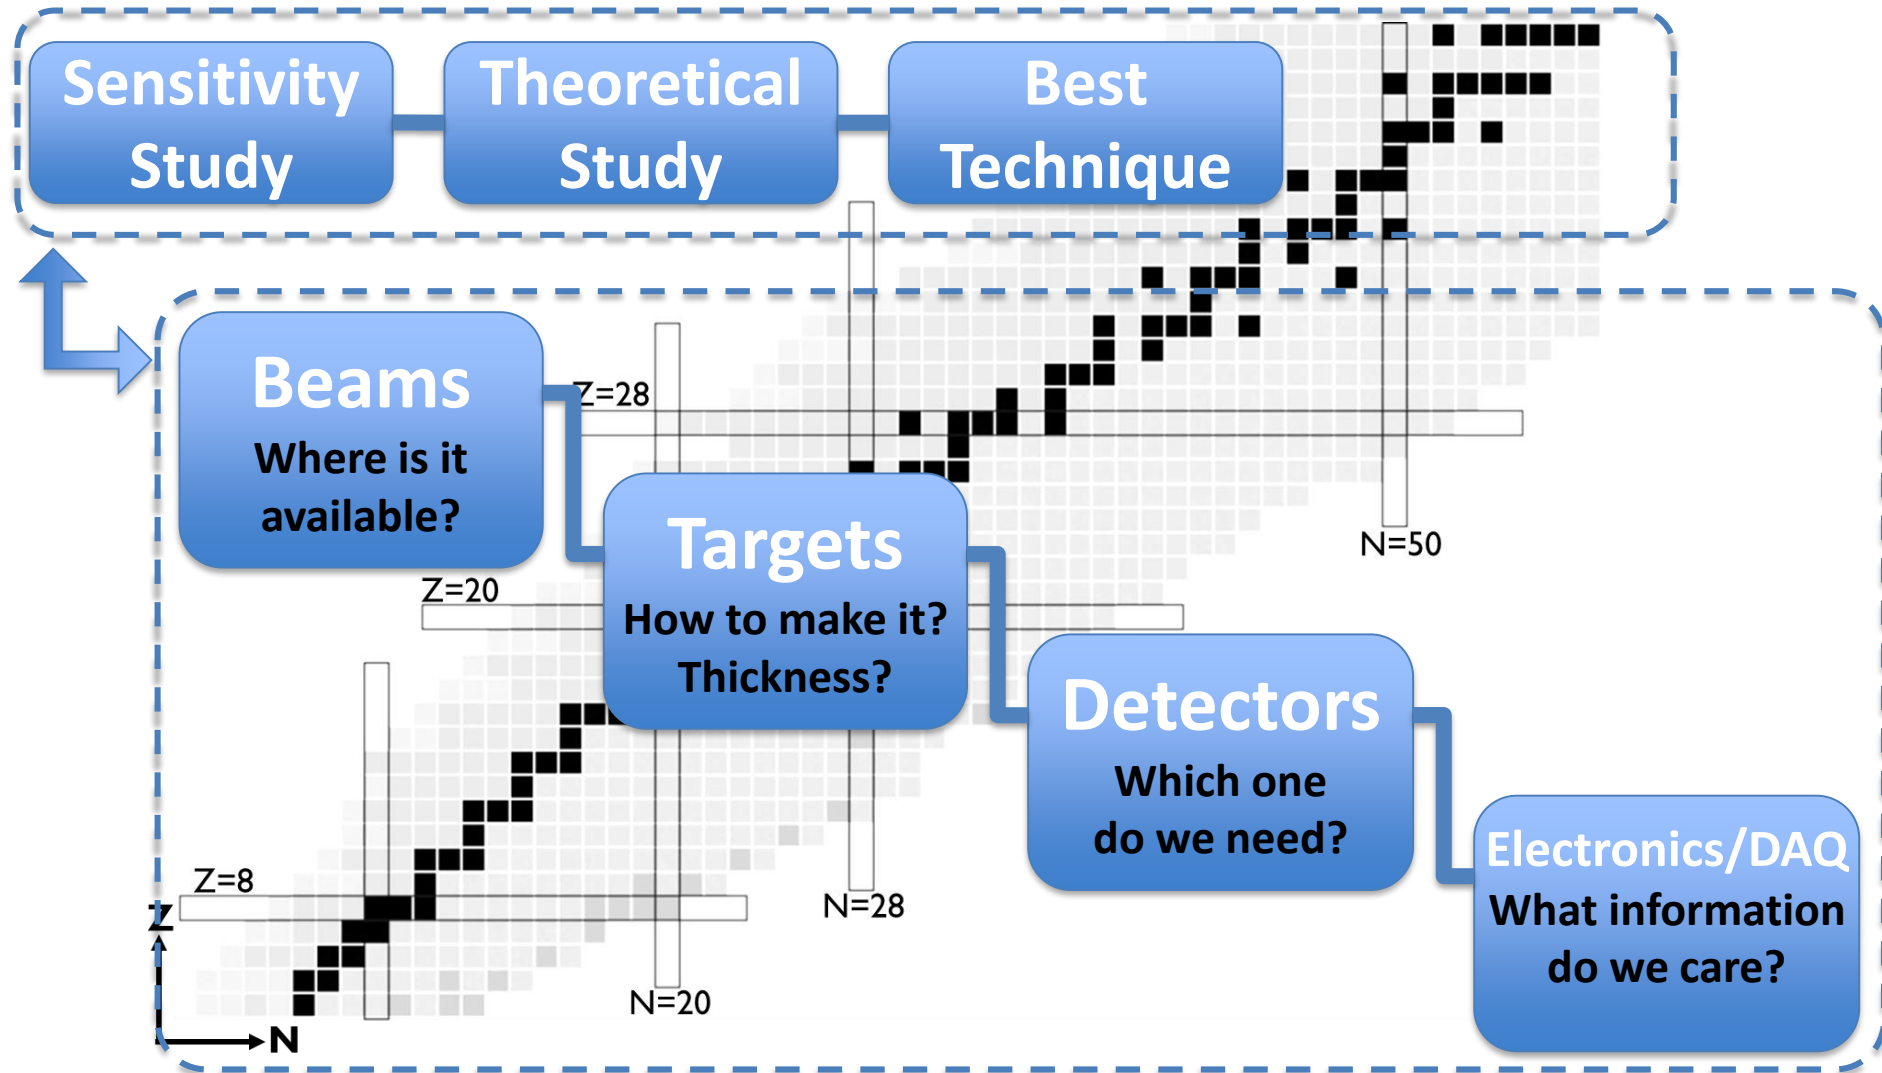 Sensitivity
Study
Theoretical
Study
Best
Technique
Beams
Where is it
available?
Z=28
Targets
How to make it?
Thickness?
N=50
Z=20
Detectors
Which one
do we need?
Electronics/DAQ
What information
do we care?
Z=8
N=28
Z
N=20
N